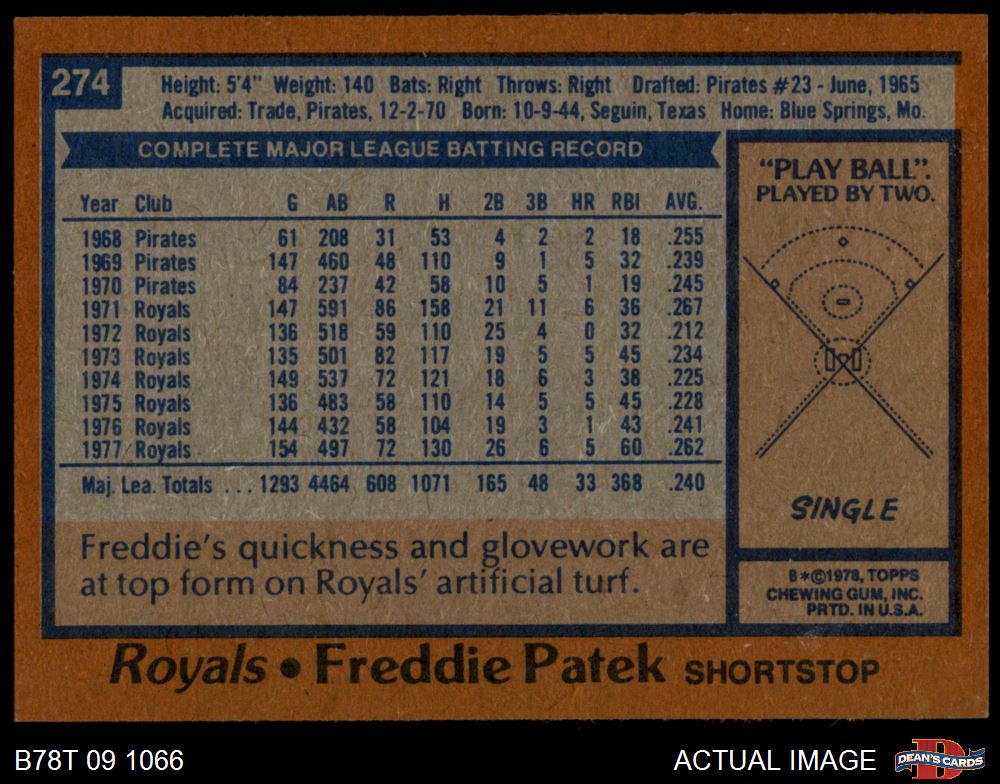 274
Height: 5'4" Weight: 140 Bats: Right Throws: Right Drafted: Pirates #23 - June, 1965
Acquired: Trade, Pirates, 12-2-70 Born: 10-9-44, Seguin, Texas Home: Blue Springs, Mo.
COMPLETE MAJOR LEAGUE BATTING RECORD
Year Club G AB R H 2B 3B HR RBI AVG.
1968 Pirates 61 208 31 53 4 2 2 18 .255
1969 Pirates 147 460 48 110 9 1 5 32 .239
1970 Pirates 84 237 42 58 10 5 1 19 .245
1971 Royals 147 591 86 158 21 11 6 36 .267
1972 Royals 136 518 59 110 25 4 0 32 .212
1973 Royals 135 501 82 117 19 5 5 45 .234
1974 Royals 149 537 72 121 18 6 3 38 .225
1975 Royals 136 483 58 110 14 5 5 45 .228
1976 Royals 144 432 58 104 19 3 1 43 .241
1977 Royals 154 497 72 130 26 6 5 60 .262
Maj. Lea. Totals ... 1293 4464 608 1071 165 48 33 368 .240
Freddie's quickness and glovework are
at top form on Royals' artificial turf.
"PLAY BALL".
PLAYED BY TWO.
SINGLE
B*©1978, TOPPS
CHEWING GUM, INC.
PRTD. IN U.S.A.
Royals • Freddie Patek SHORTSTOP
B78T 09 1066
ACTUAL IMAGE
D
DEAN'S CARDS